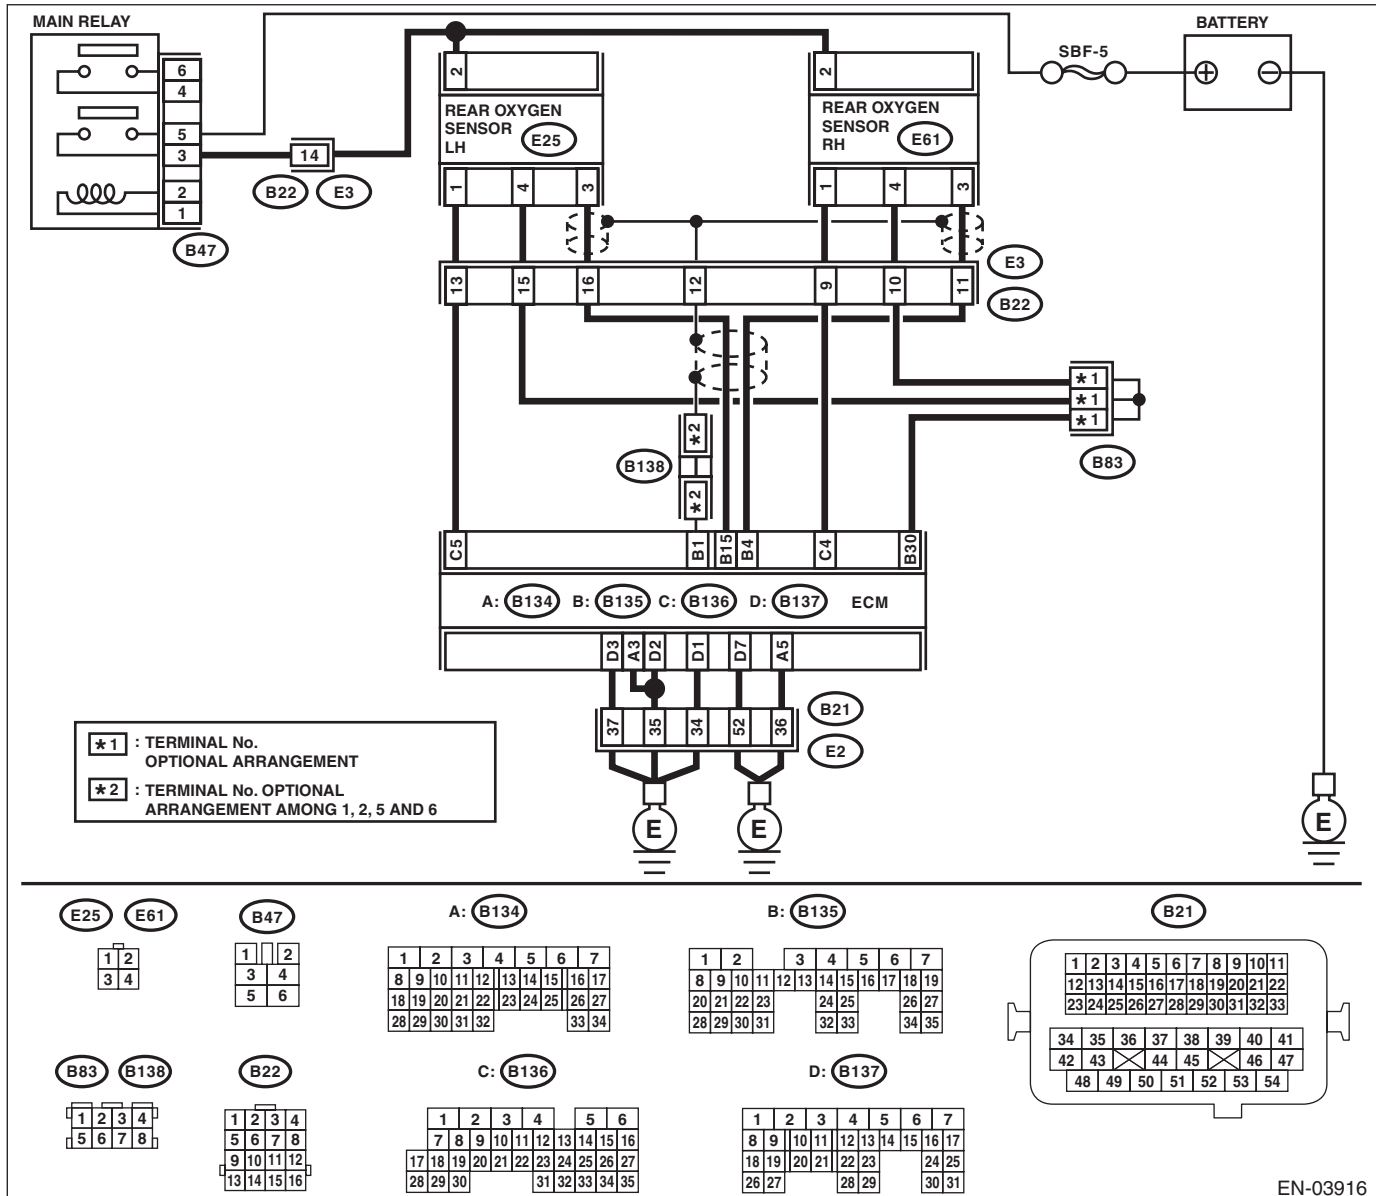 MAIN RELAY
BATTERY
SBF-5
6
4
5
3
2
1
B47
14
B22 E3
2
REAR OXYGEN
SENSOR
LH
E25
1 4 3
2
REAR OXYGEN
SENSOR
RH
E61
1 4 3
E3
13 15 16 12 9 10 11
B22
*1
*1
*1
B83
*2
B138
*2
C5 B1 B15 B4 C4 B30
A: B134 B: B135 C: B136 D: B137 ECM
D3 A3 D2 D1 D7 A5
B21
37 35 34 52 36
E2
E E E
*1 : TERMINAL No.
OPTIONAL ARRANGEMENT
*2 : TERMINAL No. OPTIONAL
ARRANGEMENT AMONG 1, 2, 5 AND 6
E25 E61
1 2
3 4
B47
1 2
3 4
5 6
A: B134
1 2 3 4 5 6 7
8 9 10 11 12 13 14 15 16 17
18 19 20 21 22 23 24 25 26 27
28 29 30 31 32 33 34
B: B135
1 2 3 4 5 6 7
8 9 10 11 12 13 14 15 16 17 18 19
20 21 22 23 24 25 26 27
28 29 30 31 32 33 34 35
B21
1 2 3 4 5 6 7 8 9 10 11
12 13 14 15 16 17 18 19 20 21 22
23 24 25 26 27 28 29 30 31 32 33
34 35 36 37 38 39 40 41
42 43 44 45 46 47
48 49 50 51 52 53 54
B83 B138
1 2 3 4
5 6 7 8
B22
1 2 3 4
5 6 7 8
9 10 11 12
13 14 15 16
C: B136
1 2 3 4 5 6
7 8 9 10 11 12 13 14 15 16
17 18 19 20 21 22 23 24 25 26 27
28 29 30 31 32 33 34 35
D: B137
1 2 3 4 5 6 7
8 9 10 11 12 13 14 15 16 17
18 19 20 21 22 23 24 25
26 27 28 29 30 31
EN-03916